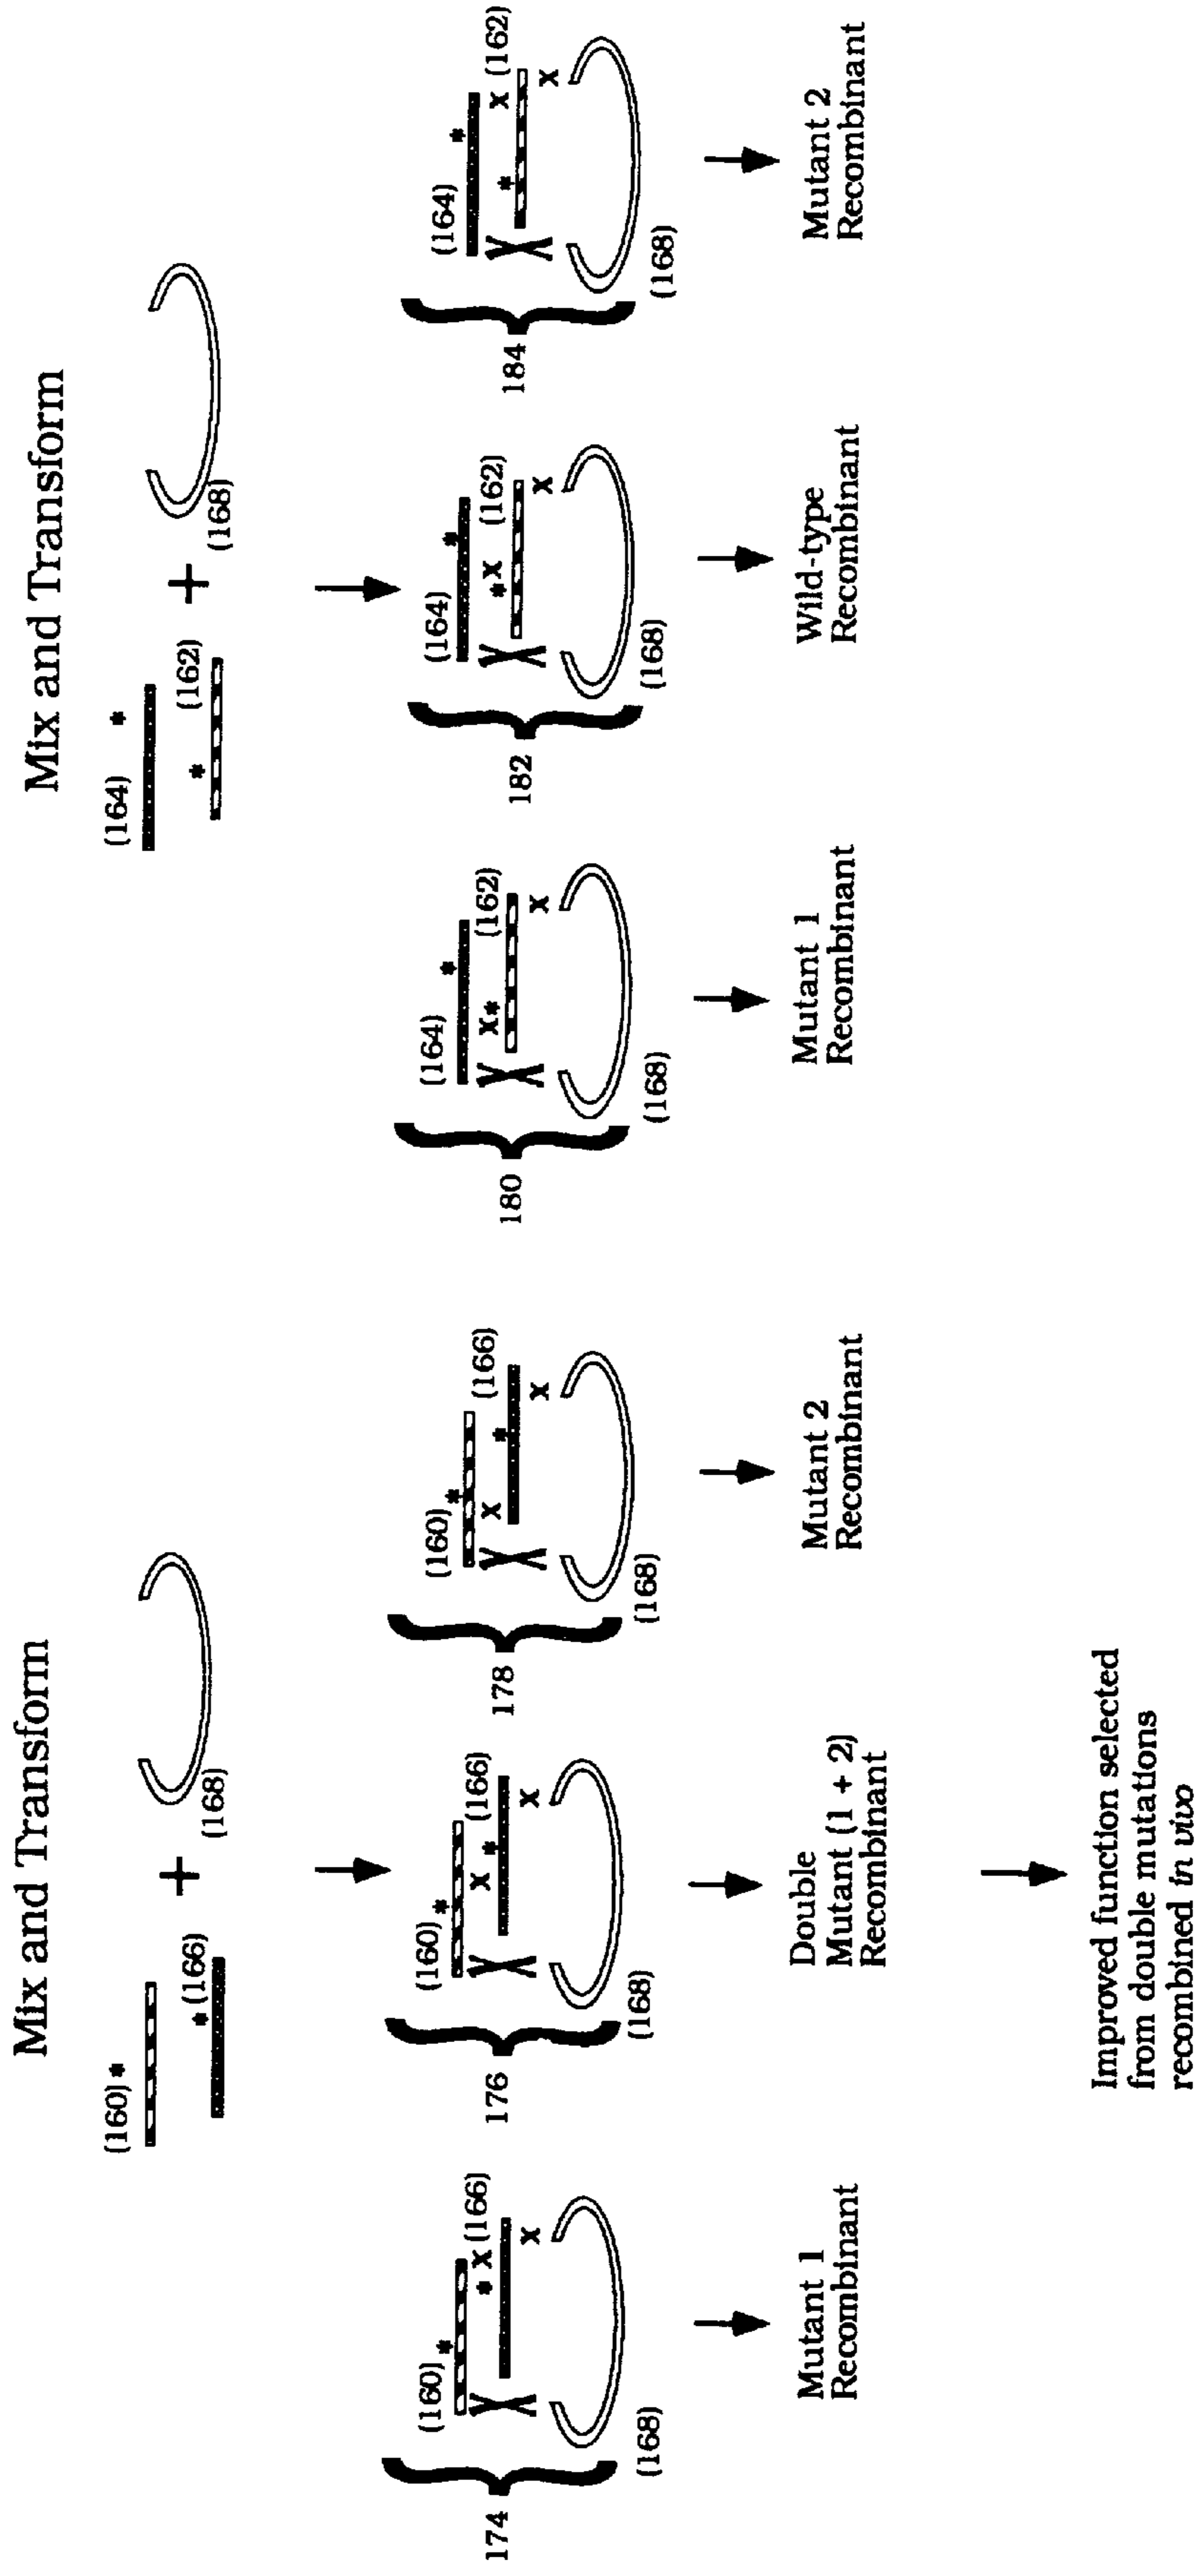 Mix and Transform
(160) *
* (166)
+
(168)
Mix and Transform
(164) *
* (162)
+
(168)
174
(160)
*
* X (166)
X
X
(168)
Mutant 1
Recombinant
176
(160)
*
X * (166)
X
X
(168)
Double
Mutant (1 + 2)
Recombinant
Improved function selected
from double mutations
recombined in vivo
178
(160)
*
X * (166)
X
X
(168)
Mutant 2
Recombinant
180
(164)
*
X* (162)
X
X
(168)
Mutant 1
Recombinant
182
(164)
*
*X (162)
X
X
(168)
Wild-type
Recombinant
184
(164)
*
* X (162)
X
X
(168)
Mutant 2
Recombinant